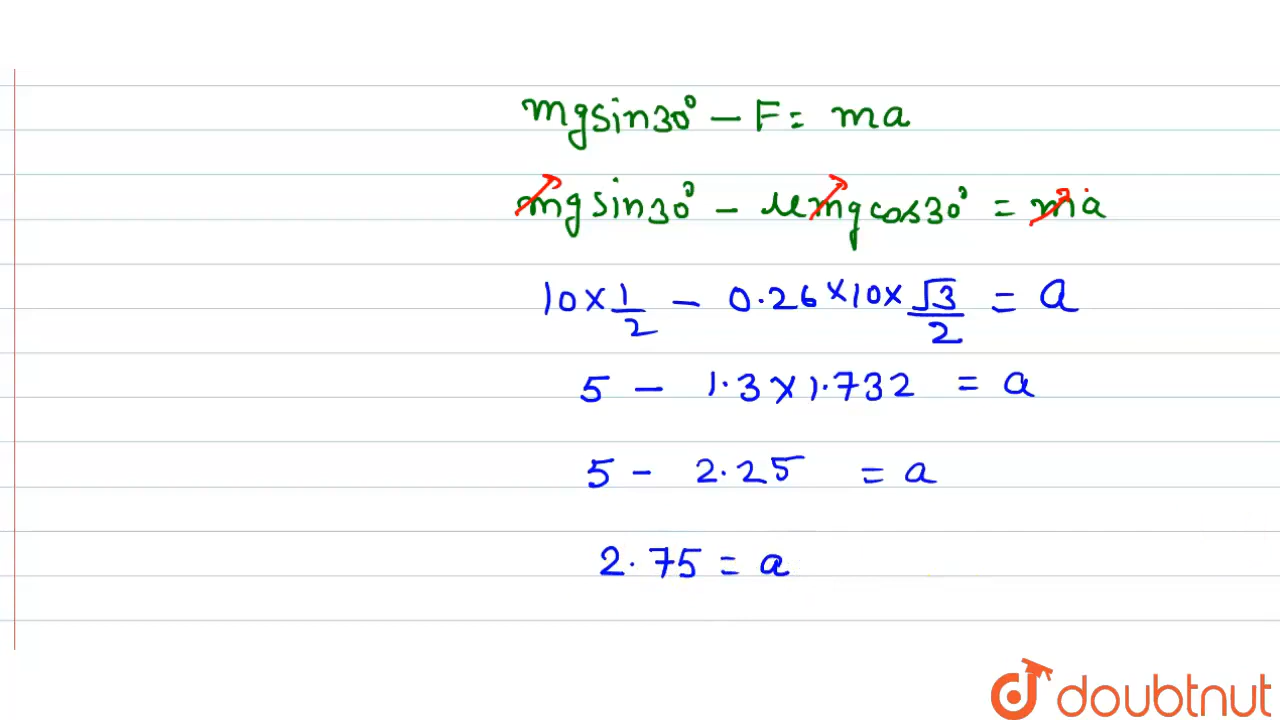 mgsin30° - F = ma
mgsin30° - μmgcos30° = ma
10 × 1/2 - 0.26 × 10 × √3/2 = a
5 - 1.3 × 1.732 = a
5 - 2.25 = a
2.75 = a
doubtnut